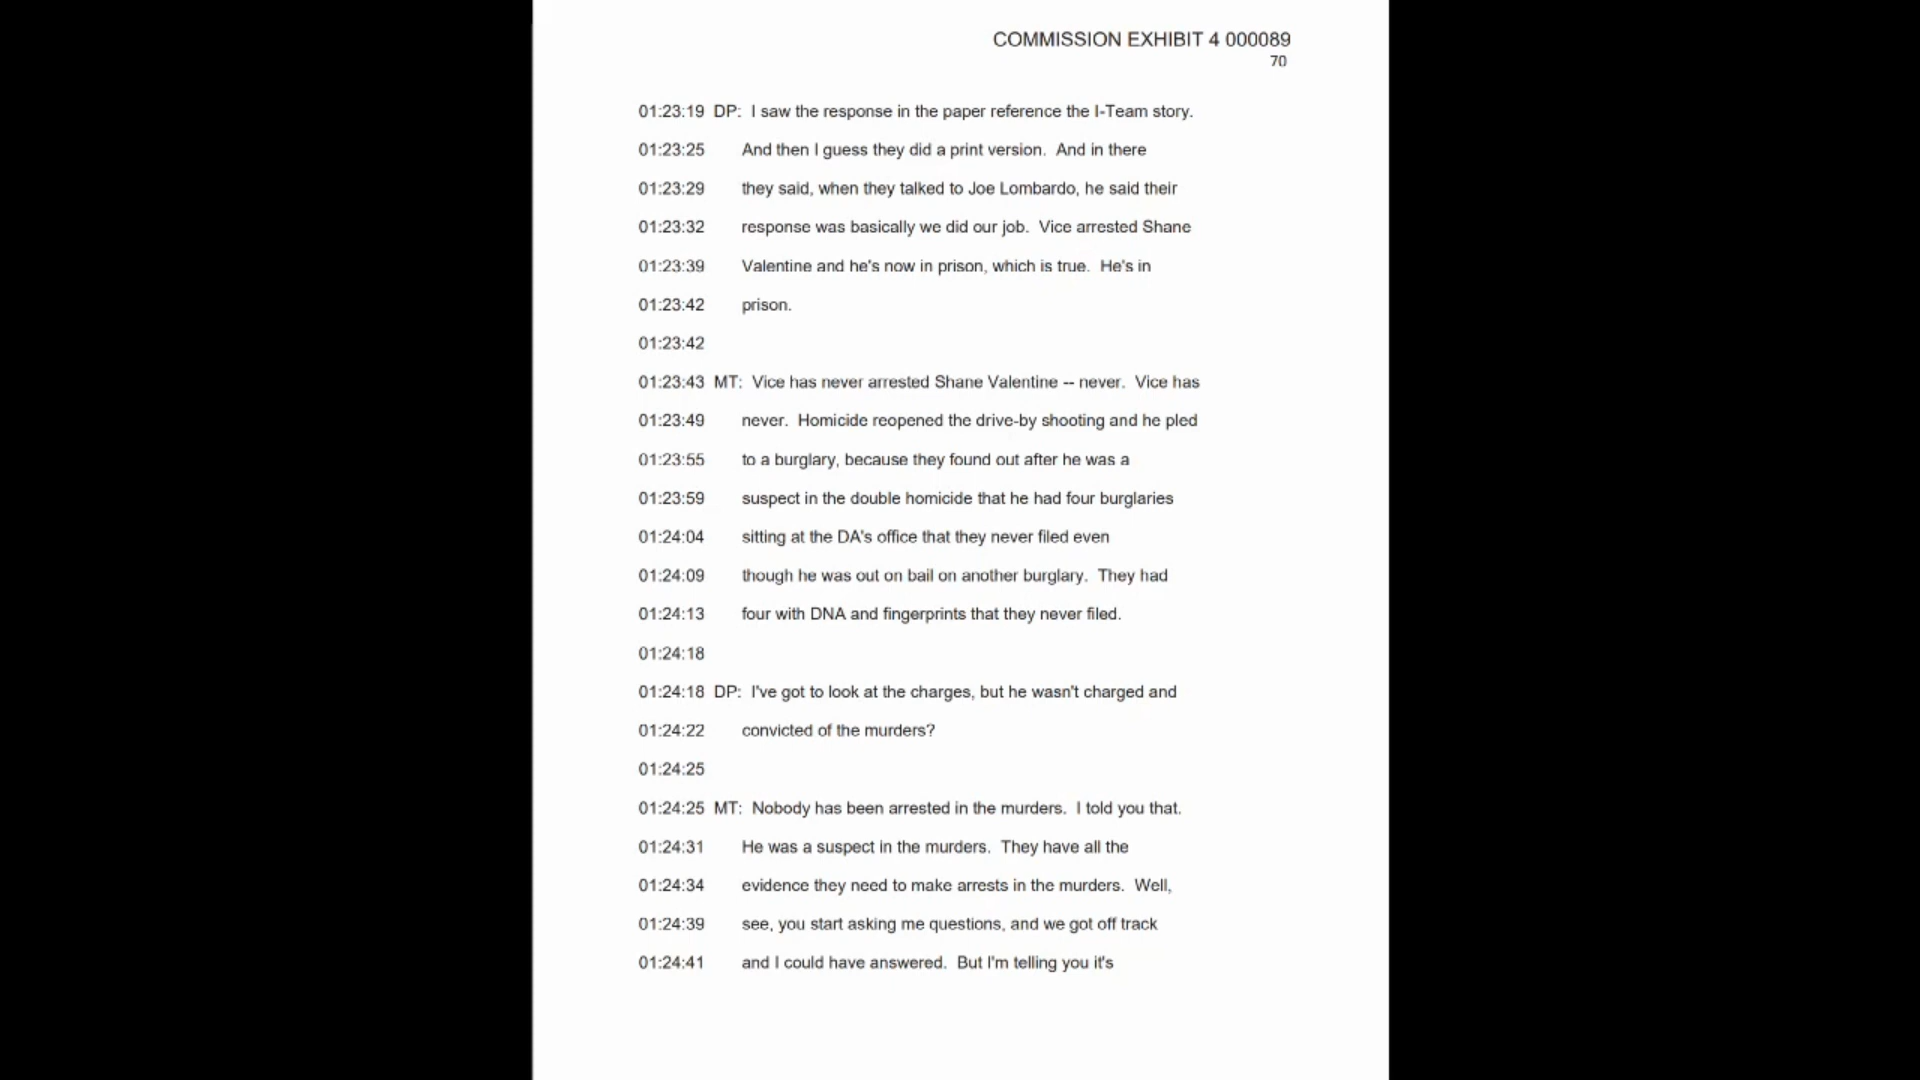 COMMISSION EXHIBIT 4 000089
70
01:23:19 DP: I saw the response in the paper reference the I-Team story.
01:23:25 And then I guess they did a print version. And in there
01:23:29 they said, when they talked to Joe Lombardo, he said their
01:23:32 response was basically we did our job. Vice arrested Shane
01:23:39 Valentine and he's now in prison, which is true. He's in
01:23:42 prison.
01:23:42
01:23:43 MT: Vice has never arrested Shane Valentine -- never. Vice has
01:23:49 never. Homicide reopened the drive-by shooting and he pled
01:23:55 to a burglary, because they found out after he was a
01:23:59 suspect in the double homicide that he had four burglaries
01:24:04 sitting at the DA's office that they never filed even
01:24:09 though he was out on bail on another burglary. They had
01:24:13 four with DNA and fingerprints that they never filed.
01:24:18
01:24:18 DP: I've got to look at the charges, but he wasn't charged and
01:24:22 convicted of the murders?
01:24:25
01:24:25 MT: Nobody has been arrested in the murders. I told you that.
01:24:31 He was a suspect in the murders. They have all the
01:24:34 evidence they need to make arrests in the murders. Well,
01:24:39 see, you start asking me questions, and we got off track
01:24:41 and I could have answered. But I'm telling you it's